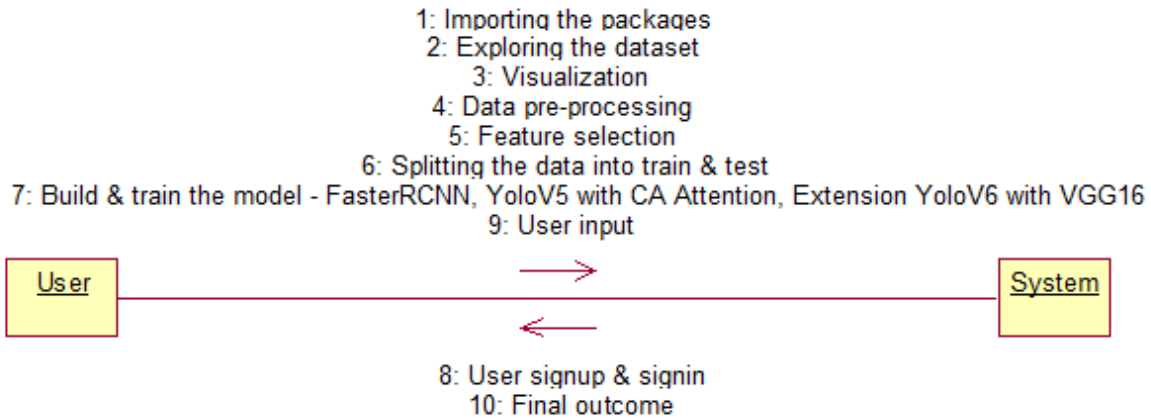 1: Importing the packages
2: Exploring the dataset
3: Visualization
4: Data pre-processing
5: Feature selection
6: Splitting the data into train & test
7: Build & train the model - FasterRCNN, YoloV5 with CA Attention, Extension YoloV6 with VGG16
9: User input
User
System
8: User signup & signin
10: Final outcome